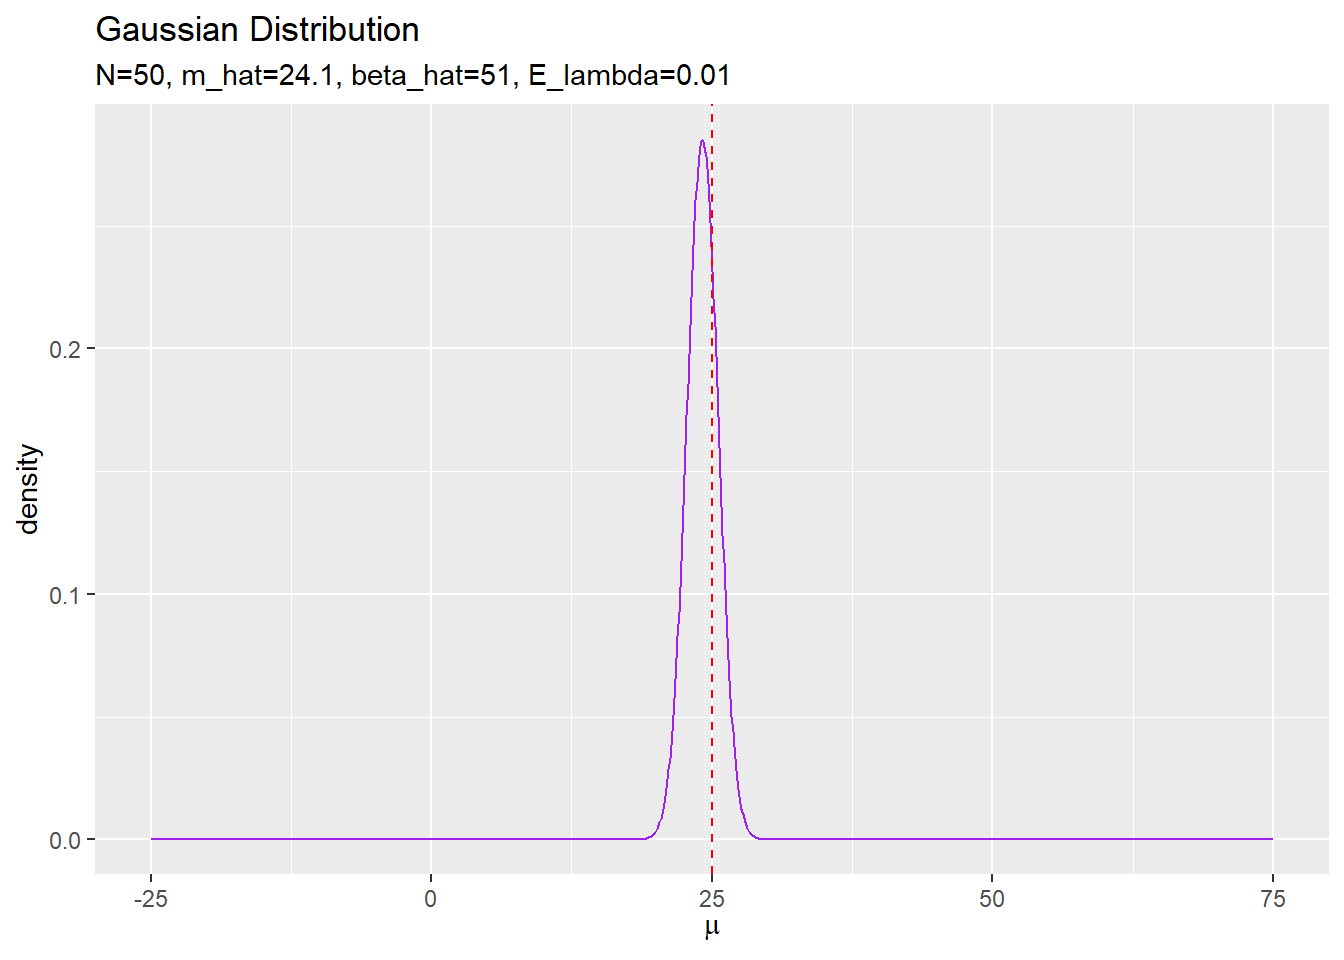 Gaussian Distribution
N=50, m_hat=24.1, beta_hat=51, E_lambda=0.01
density
0.2
0.1
0.0
-25 0 25 50 75
μ